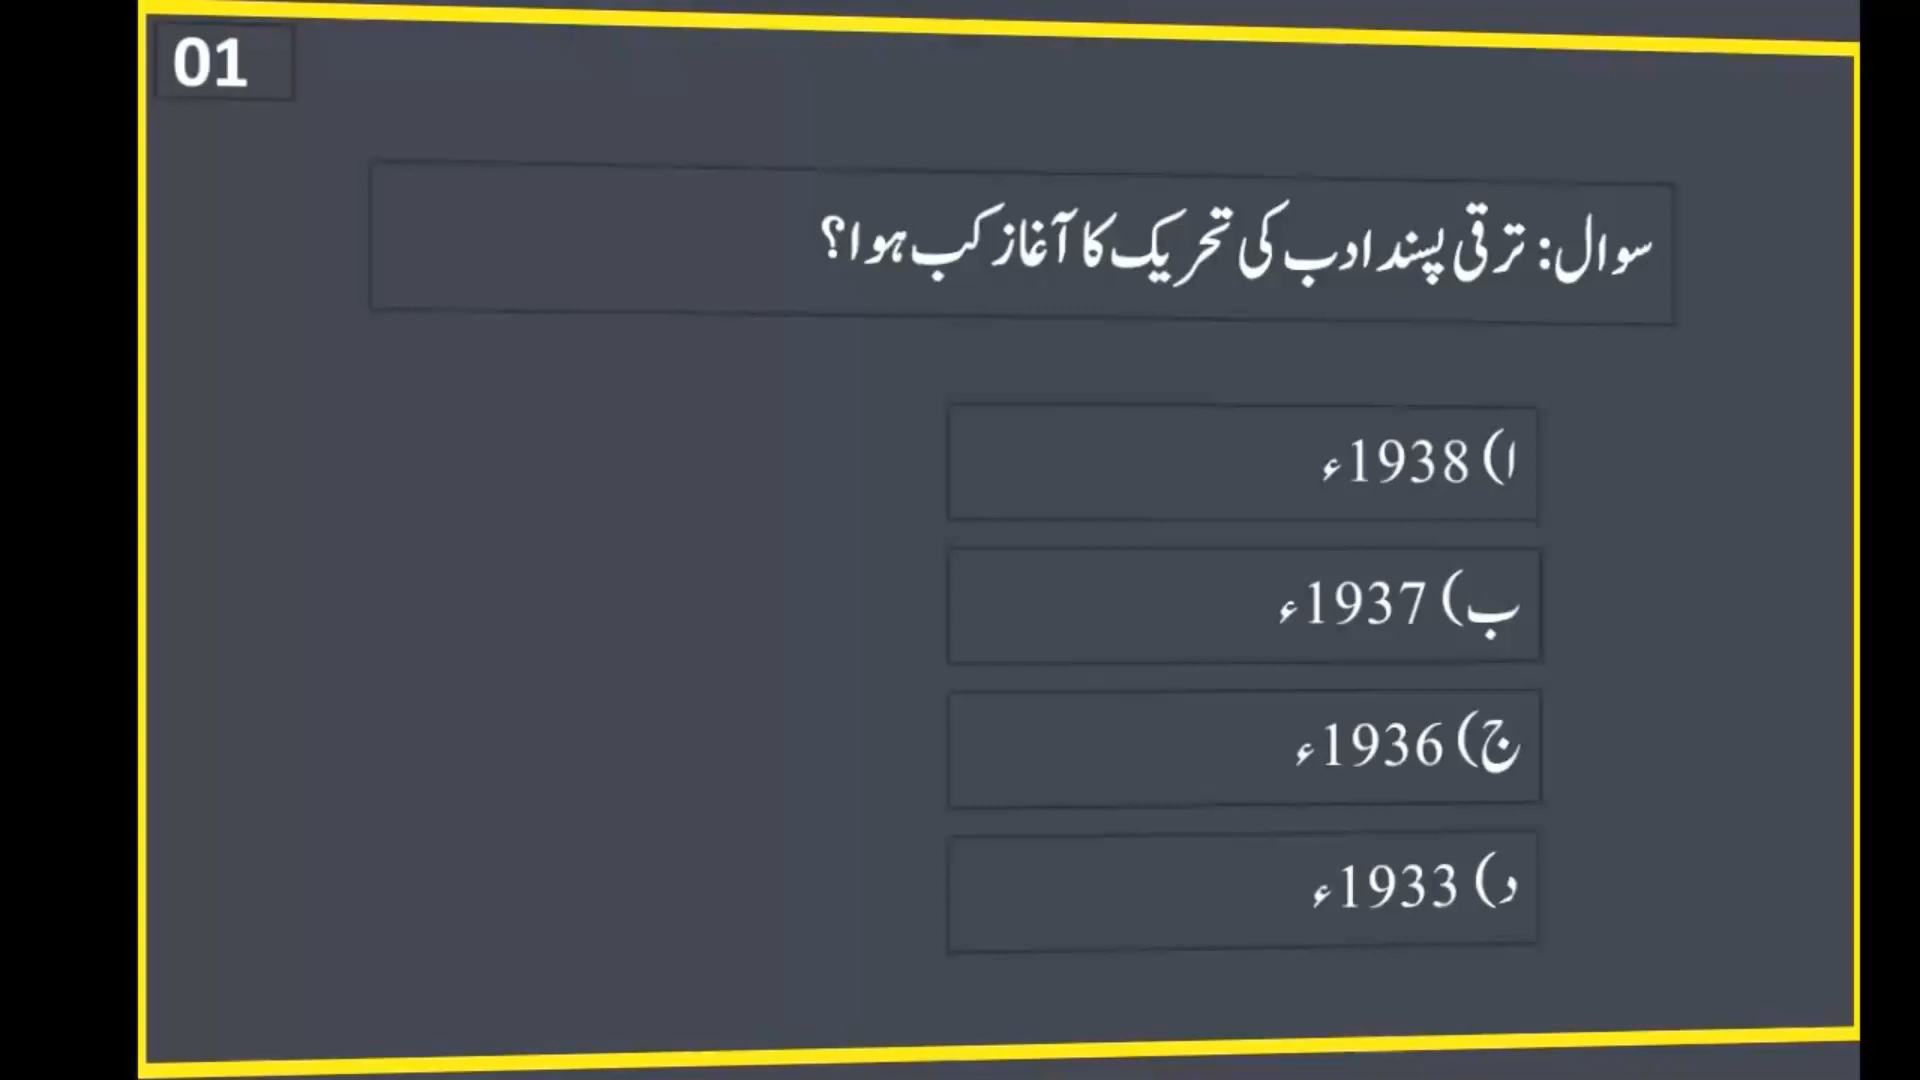 01
سوال: ترقی پسند ادب کی تحریک کا آغاز کب ہوا؟
ا) 1938ء
ب) 1937ء
ج) 1936ء
د) 1933ء